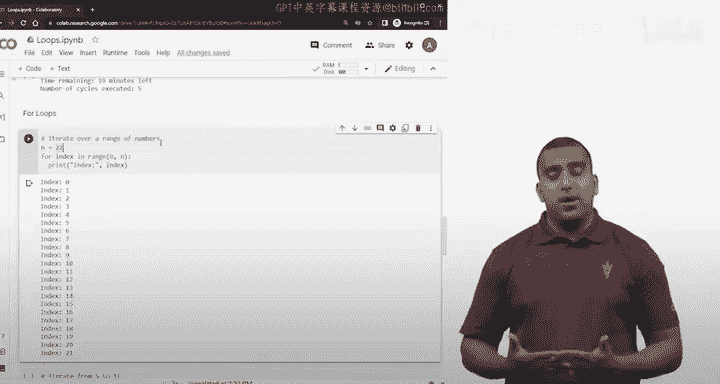 GPT中英字幕课程资源@bilibili.com
Loops.ipynb - Colaboratory
Incognito
Loops.ipynb
Comment
Share
A
File Edit View Insert Runtime Tools Help All changes saved
+ Code + Text
RAM
Disk
Editing
Time remaining: 19 minutes left
Number of cycles executed: 5
For Loops
# Iterate over a range of numbers
n = 22
for index in range(0, n):
print("Index:", index)
Index: 0
Index: 1
Index: 2
Index: 3
Index: 4
Index: 5
Index: 6
Index: 7
Index: 8
Index: 9
Index: 10
Index: 11
Index: 12
Index: 13
Index: 14
Index: 15
Index: 16
Index: 17
Index: 18
Index: 19
Index: 20
Index: 21